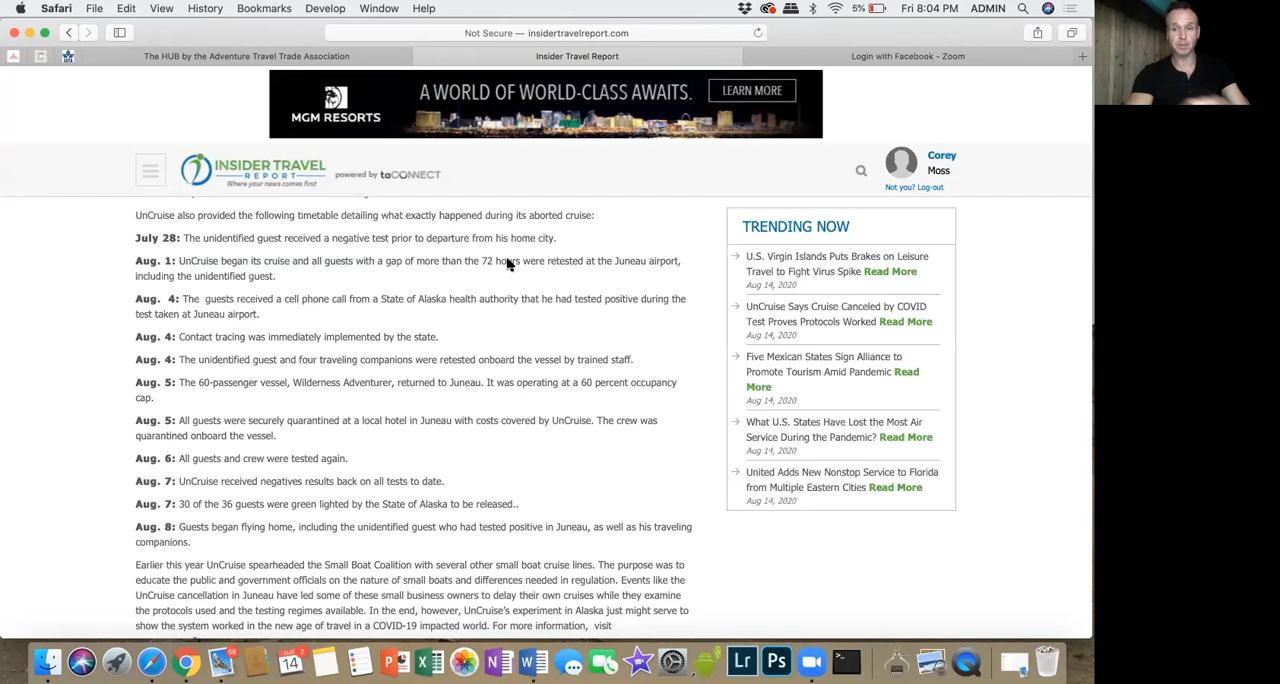 Safari File Edit View History Bookmarks Develop Window Help 5% Fri 8:04 PM ADMIN
Not Secure — insidertravelreport.com
The HUB by the Adventure Travel Trade Association Insider Travel Report Login with Facebook - Zoom
MGM RESORTS A WORLD OF WORLD-CLASS AWAITS. LEARN MORE
INSIDER TRAVEL
REPORT
Where your news comes first
powered by taCONNECT
Corey
Moss
Not you? Log-out
UnCruise also provided the following timetable detailing what exactly happened during its aborted cruise:
July 28: The unidentified guest received a negative test prior to departure from his home city.
Aug. 1: UnCruise began its cruise and all guests with a gap of more than the 72 hours were retested at the Juneau airport,
including the unidentified guest.
Aug. 4: The guests received a cell phone call from a State of Alaska health authority that he had tested positive during the
test taken at Juneau airport.
Aug. 4: Contact tracing was immediately implemented by the state.
Aug. 4: The unidentified guest and four traveling companions were retested onboard the vessel by trained staff.
Aug. 5: The 60-passenger vessel, Wilderness Adventurer, returned to Juneau. It was operating at a 60 percent occupancy
cap.
Aug. 5: All guests were securely quarantined at a local hotel in Juneau with costs covered by UnCruise. The crew was
quarantined onboard the vessel.
Aug. 6: All guests and crew were tested again.
Aug. 7: UnCruise received negatives results back on all tests to date.
Aug. 7: 30 of the 36 guests were green lighted by the State of Alaska to be released..
Aug. 8: Guests began flying home, including the unidentified guest who had tested positive in Juneau, as well as his traveling
companions.
Earlier this year UnCruise spearheaded the Small Boat Coalition with several other small boat cruise lines. The purpose was to
educate the public and government officials on the nature of small boats and differences needed in regulation. Events like the
UnCruise cancellation in Juneau have led some of these small business owners to delay their own cruises while they examine
the protocols used and the testing regimes available. In the end, however, UnCruise's experiment in Alaska just might serve to
show the system worked in the new age of travel in a COVID-19 impacted world. For more information, visit
TRENDING NOW
U.S. Virgin Islands Puts Brakes on Leisure
Travel to Fight Virus Spike Read More
Aug 14, 2020
UnCruise Says Cruise Canceled by COVID
Test Proves Protocols Worked Read More
Aug 14, 2020
Five Mexican States Sign Alliance to
Promote Tourism Amid Pandemic Read
More
Aug 14, 2020
What U.S. States Have Lost the Most Air
Service During the Pandemic? Read More
Aug 14, 2020
United Adds New Nonstop Service to Florida
from Multiple Eastern Cities Read More
Aug 14, 2020
58 14 P X N W 2 Lr Ps